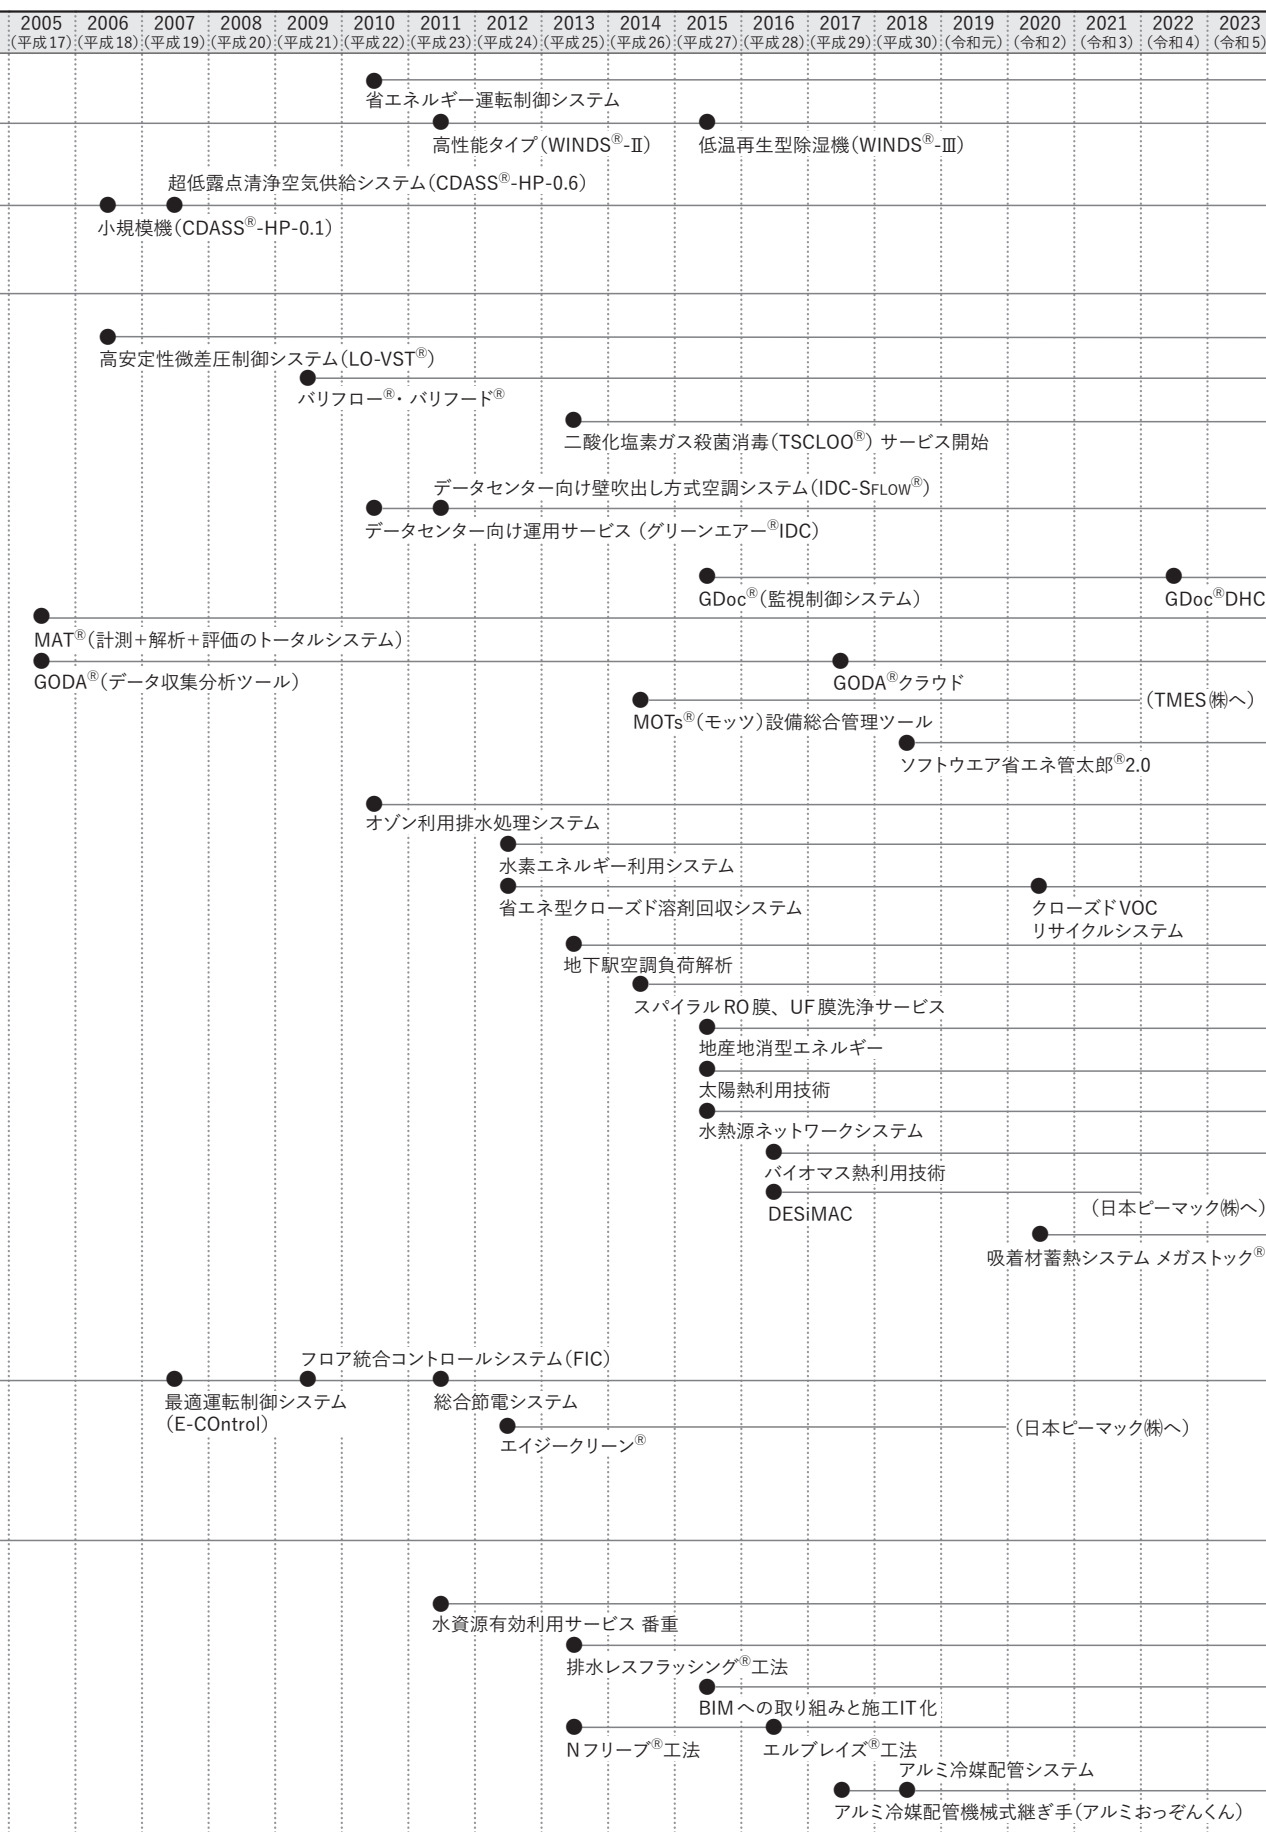 2005 2006 2007 2008 2009 2010 2011 2012 2013 2014 2015 2016 2017 2018 2019 2020 2021 2022 2023
(平成17) (平成18) (平成19) (平成20) (平成21) (平成22) (平成23) (平成24) (平成25) (平成26) (平成27) (平成28) (平成29) (平成30) (令和元) (令和2) (令和3) (令和4) (令和5)
省エネルギー運転制御システム
高性能タイプ(WINDS®-Ⅱ) 低温再生型除湿機(WINDS®-Ⅲ)
超低露点清浄空気供給システム(CDASS®-HP-0.6)
小規模機(CDASS®-HP-0.1)
高安定性微差圧制御システム(LO-VST®)
バリフロー®・バリフード®
二酸化塩素ガス殺菌消毒(TSCLOO®) サービス開始
データセンター向け壁吹出し方式空調システム(IDC-SFLOW®)
データセンター向け運用サービス(グリーンエアー®IDC)
GDoc®(監視制御システム) GDoc®DHC
MAT®(計測+解析+評価のトータルシステム)
GODA®(データ収集分析ツール) GODA®クラウド
(TMES㈱へ)
MOTs®(モッツ)設備総合管理ツール
ソフトウエア省エネ管太郎®2.0
オゾン利用排水処理システム
水素エネルギー利用システム
省エネ型クローズド溶剤回収システム クローズドVOC
リサイクルシステム
地下駅空調負荷解析
スパイラルRO膜、UF膜洗浄サービス
地産地消型エネルギー
太陽熱利用技術
水熱源ネットワークシステム
バイオマス熱利用技術
DESiMAC (日本ピーマック㈱へ)
吸着材蓄熱システム メガストック®
フロア統合コントロールシステム(FIC)
最適運転制御システム 総合節電システム
(E-COntrol)
(日本ピーマック㈱へ)
エイジークリーン®
水資源有効利用サービス 番重
排水レスフラッシング®工法
BIMへの取り組みと施工IT化
Nフリーブ®工法 エルブレイズ®工法
アルミ冷媒配管システム
アルミ冷媒配管機械式継ぎ手(アルミおっぞんくん)